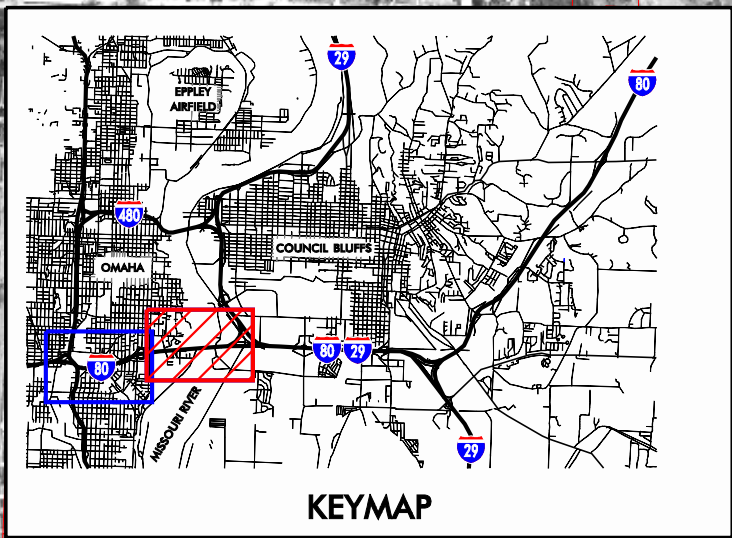 29
80
EPPLEY
AIRFIELD
480
COUNCIL BLUFFS
OMAHA
80
80
29
MISSOURI RIVER
29
KEYMAP